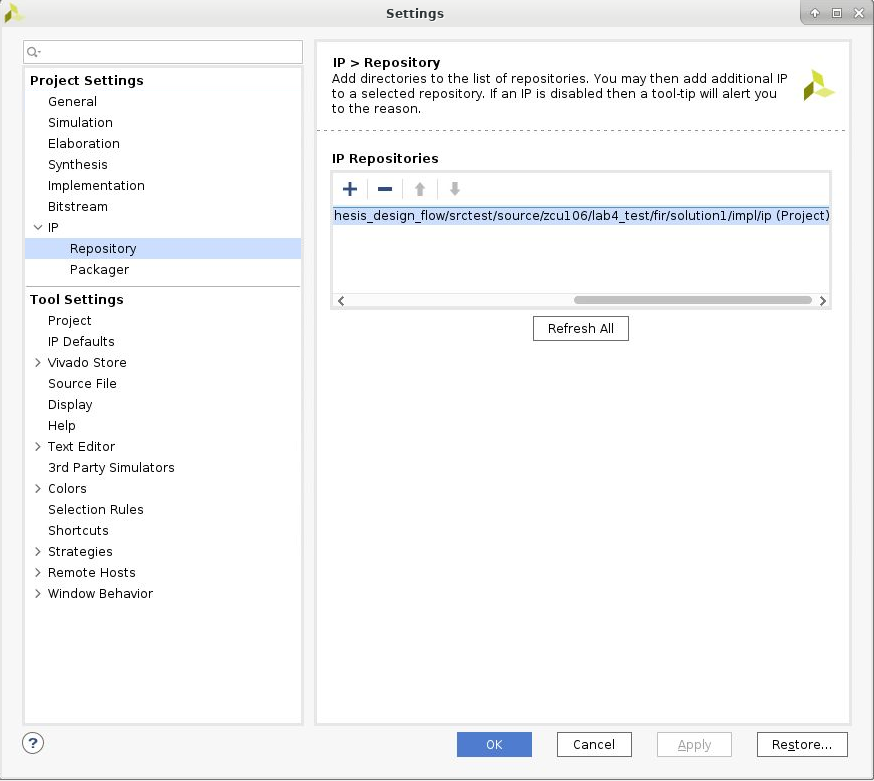 Settings
Project Settings
General
Simulation
Elaboration
Synthesis
Implementation
Bitstream
IP
Repository
Packager
Tool Settings
Project
IP Defaults
Vivado Store
Source File
Display
Help
Text Editor
3rd Party Simulators
Colors
Selection Rules
Shortcuts
Strategies
Remote Hosts
Window Behavior
IP > Repository
Add directories to the list of repositories. You may then add additional IP
to a selected repository. If an IP is disabled then a tool-tip will alert you
to the reason.
IP Repositories
hesis_design_flow/srctest/source/zcu106/lab4_test/fir/solution1/impl/ip (Project)
Refresh All
?
OK
Cancel
Apply
Restore...